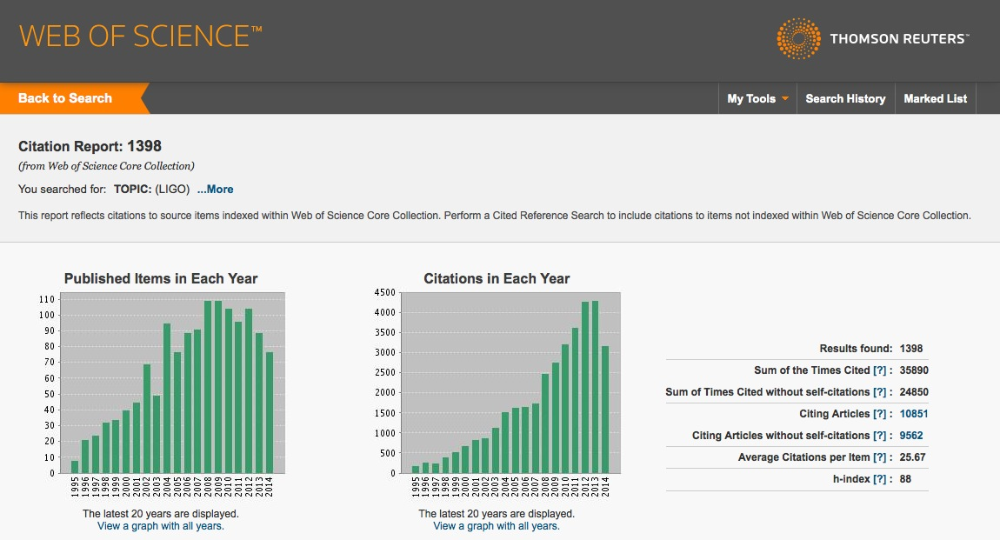 WEB OF SCIENCE™
THOMSON REUTERS™
Back to Search
My Tools
Search History
Marked List
Citation Report: 1398
(from Web of Science Core Collection)
You searched for: TOPIC: (LIGO) ...More
This report reflects citations to source items indexed within Web of Science Core Collection. Perform a Cited Reference Search to include citations to items not indexed within Web of Science Core Collection.
Published Items in Each Year
110
100
90
80
70
60
50
40
30
20
10
0
1995
1996
1997
1998
1999
2000
2001
2002
2003
2004
2005
2006
2007
2008
2009
2010
2011
2012
2013
2014
The latest 20 years are displayed.
View a graph with all years.
Citations in Each Year
4500
4000
3500
3000
2500
2000
1500
1000
500
0
1995
1996
1997
1998
1999
2000
2001
2002
2003
2004
2005
2006
2007
2008
2009
2010
2011
2012
2013
2014
The latest 20 years are displayed.
View a graph with all years.
Results found: 1398
Sum of the Times Cited [?] : 35890
Sum of Times Cited without self-citations [?] : 24850
Citing Articles [?] : 10851
Citing Articles without self-citations [?] : 9562
Average Citations per Item [?] : 25.67
h-index [?] : 88